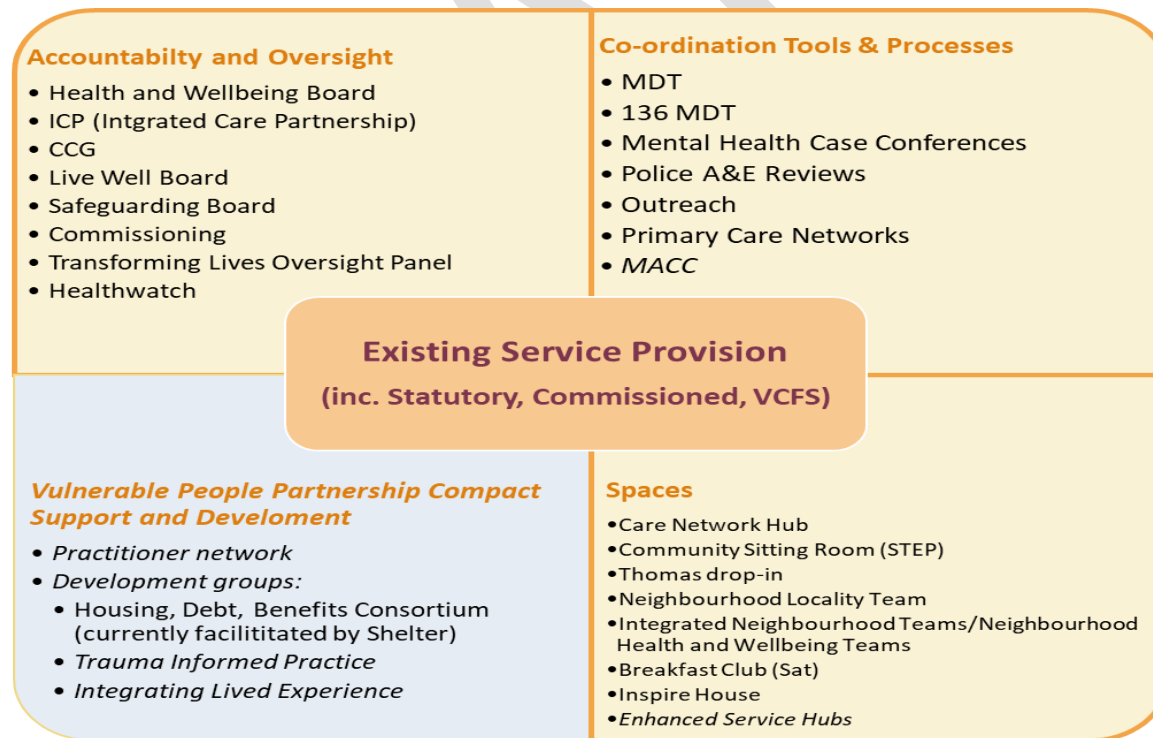 Accountabilty and Oversight
• Health and Wellbeing Board
• ICP (Intgrated Care Partnership)
• CCG
• Live Well Board
• Safeguarding Board
• Commissioning
• Transforming Lives Oversight Panel
• Healthwatch
Co-ordination Tools & Processes
• MDT
• 136 MDT
• Mental Health Case Conferences
• Police A&E Reviews
• Outreach
• Primary Care Networks
• MACC
Existing Service Provision
(inc. Statutory, Commissioned, VCFS)
Vulnerable People Partnership Compact
Support and Develoment
• Practitioner network
• Development groups:
• Housing, Debt, Benefits Consortium
(currently facilititated by Shelter)
• Trauma Informed Practice
• Integrating Lived Experience
Spaces
•Care Network Hub
•Community Sitting Room (STEP)
•Thomas drop-in
•Neighbourhood Locality Team
•Integrated Neighbourhood Teams/Neighbourhood
Health and Wellbeing Teams
•Breakfast Club (Sat)
•Inspire House
•Enhanced Service Hubs